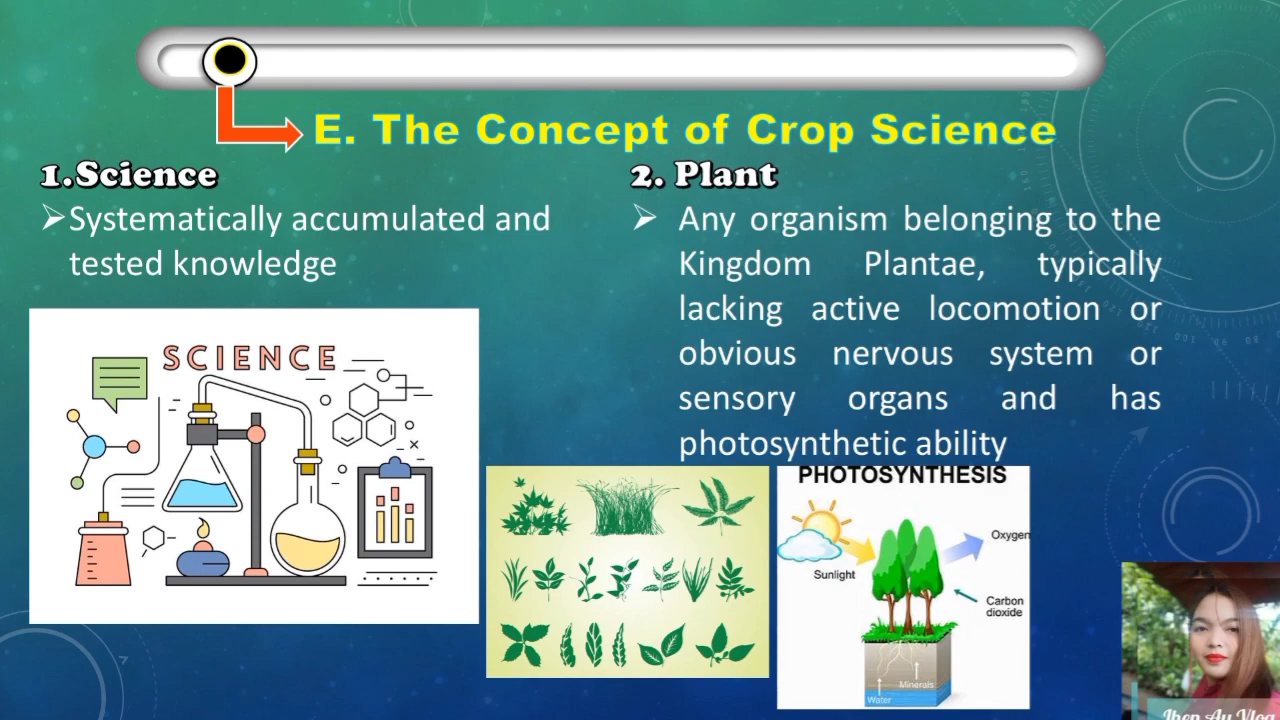 E. The Concept of Crop Science
1.Science
➢Systematically accumulated and
tested knowledge
SCIENCE
2. Plant
➢ Any organism belonging to the
Kingdom Plantae, typically
lacking active locomotion or
obvious nervous system or
sensory organs and has
photosynthetic ability
PHOTOSYNTHESIS
Sunlight
Oxygen
Carbon
dioxide
Minerals
Water